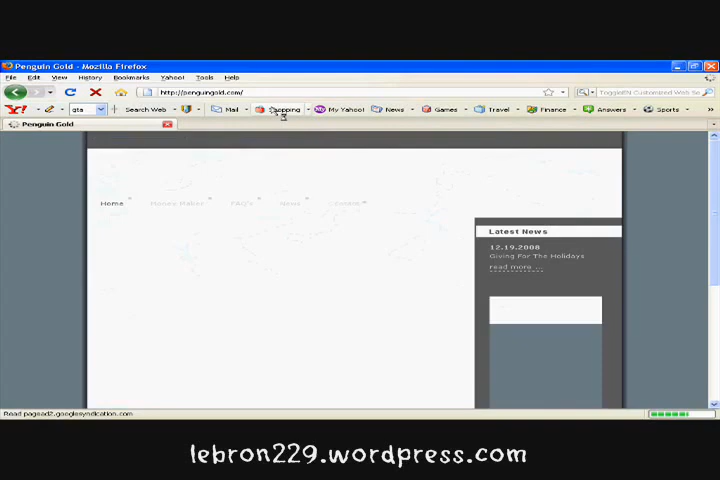 Penguin Gold - Mozilla Firefox
File Edit View History Bookmarks Yahoo! Tools Help
http://penguingold.com/
Y! gta Search Web Mail Shopping My Yahoo! News Games Travel Finance Answers Sports
Penguin Gold
Home Money Maker FAQ's News Contact
Latest News
12.19.2008
Giving For The Holidays
read more ...
Read pagead2.googlesyndication.com
lebron229.wordpress.com